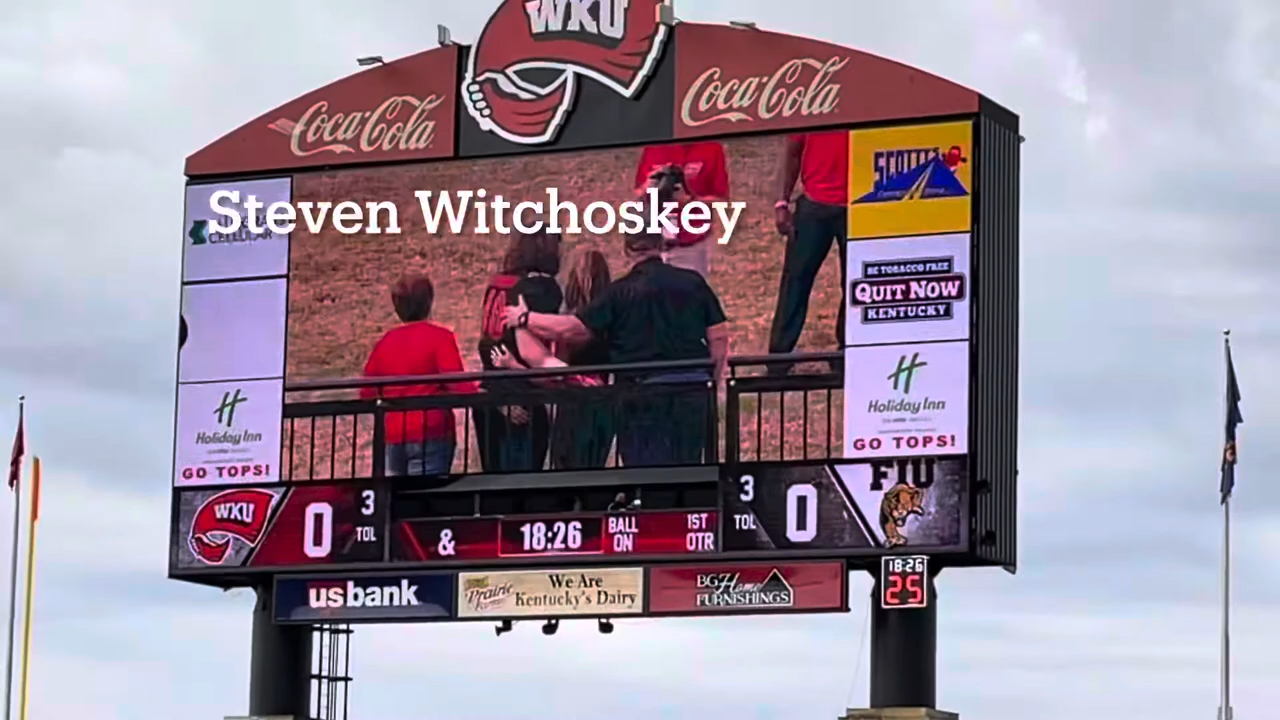 WKU
Coca-Cola
Coca-Cola
Steven Witchoskey
SCOTTY'S
BE TOBACCO FREE
QUIT NOW
KENTUCKY
Holiday Inn
GO TOPS!
Holiday Inn
GO TOPS!
WKU
0
3
TOL
&
18:26
BALL
ON
1ST
QTR
3
TOL
0
FIU
18:26
25
usbank
Prairie
Farms
We Are
Kentucky's Dairy
BG Home
FURNISHINGS